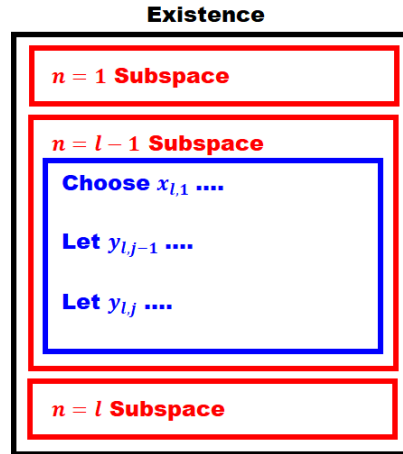 Existence
n = 1 Subspace
n = l − 1 Subspace
Choose x_{l,1} ....
Let y_{l,j−1} ....
Let y_{l,j} ....
n = l Subspace